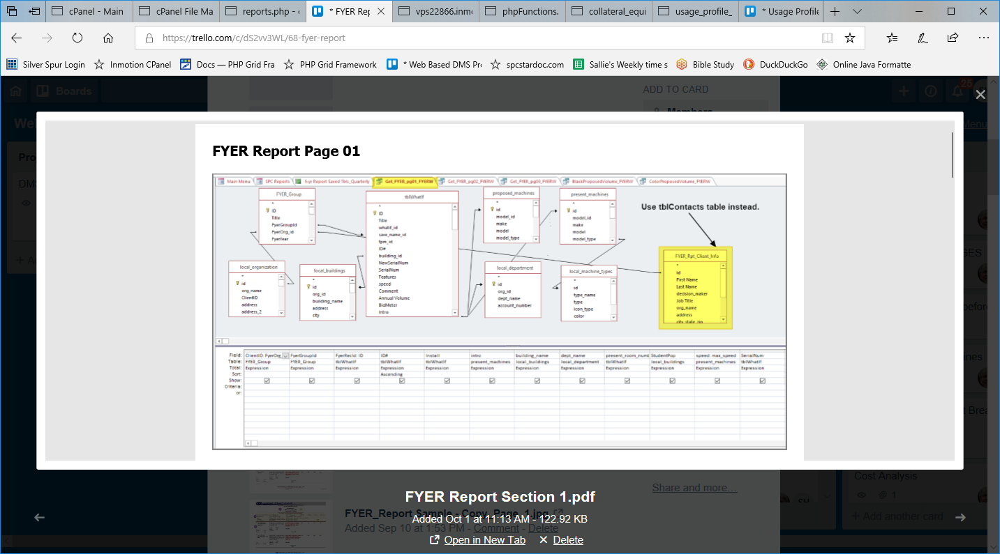 cPanel - Main
cPanel File Ma
reports.php - c
* FYER Rep
vps22866.inmo
phpFunctions.
collateral_equi
usage_profile_
* Usage Profile
https://trello.com/c/dS2vv3WL/68-fyer-report
Silver Spur Login
Inmotion CPanel
Docs — PHP Grid Fra
PHP Grid Framework
* Web Based DMS Pr
spcstardoc.com
Sallie's Weekly time s
Bible Study
DuckDuckGo
Online Java Formatte
Boards
ADD TO CARD
Members
25
Menu
FYER Report Page 01
Main Menu
SPC Reports
5-yr Report Saved Tbls_Quarterly
Get_FYER_pg01_FYERW
Get_FYER_pg02_FYERW
Get_FYER_pg03_FYERW
BlackProposedVolume_FYERW
ColorProposedVolume_FYERW
FYER_Group
*
ID
Title
FyerGroupId
FyerOrg_id
FyerYear
tblWhatIf
*
ID
Title
whatif_id
save_name_id
fpm_id
ID#
building_id
NewSerialNum
SerialNum
Features
speed
Comment
Annual Volume
BidMeter
Intro
proposed_machines
*
id
model_id
make
model
model_type
present_machines
*
id
model_id
make
model
model_type
Use tblContacts table instead.
local_organization
*
id
org_name
ClientID
address
address_2
local_buildings
*
id
org_id
building_name
address
city
local_department
*
id
org_id
dept_name
account_number
local_machine_types
*
id
type_name
type
icon_type
color
FYER_Rpt_Client_Info
*
id
First Name
Last Name
decision_maker
Job Title
org_name
address
city_state_zip
Field: ClientID: FyerOrg_ FyerGroupId FyerRecId: ID ID# Install intro building_name dept_name present_room_numb StudentPop speed: max_speed SerialNum
Table: FYER_Group FYER_Group tblWhatIf tblWhatIf tblWhatIf present_machines local_buildings local_department tblWhatIf local_buildings present_machines tblWhatIf
Total: Expression Expression Expression Expression Expression Expression Expression Expression Expression Expression Expression Expression
Sort: Ascending
Show:
Criteria:
or:
Share and more...
Cost Analysis
1
FYER Report Section 1.pdf
FYER_Report Sample - Copy_Page_1.jpg
Added Oct 1 at 11:13 AM - 122.92 KB
Added Sep 10 at 1:53 PM - Comment - Delete
+ Add another card
Open in New Tab
Delete